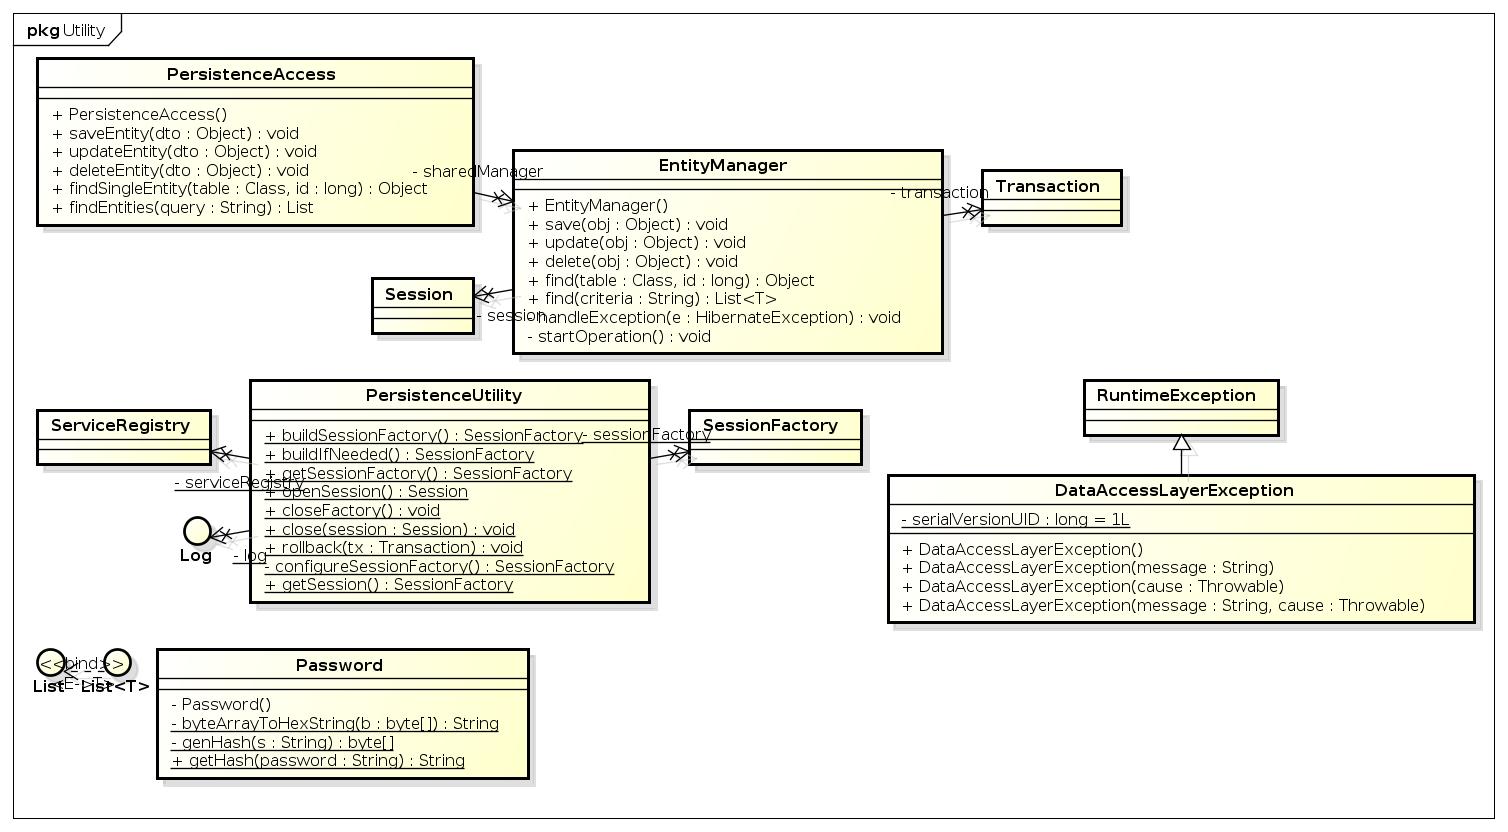 pkg Utility
PersistenceAccess
+ PersistenceAccess()
+ saveEntity(dto : Object) : void
+ updateEntity(dto : Object) : void
+ deleteEntity(dto : Object) : void
+ findSingleEntity(table : Class, id : long) : Object
+ findEntities(query : String) : List
- sharedManager
EntityManager
+ EntityManager()
+ save(obj : Object) : void
+ update(obj : Object) : void
+ delete(obj : Object) : void
+ find(table : Class, id : long) : Object
+ find(criteria : String) : List<T>
- handleException(e : HibernateException) : void
- startOperation() : void
- transaction
Transaction
Session
- session
PersistenceUtility
+ buildSessionFactory() : SessionFactory
+ buildIfNeeded() : SessionFactory
+ getSessionFactory() : SessionFactory
+ openSession() : Session
+ closeFactory() : void
+ close(session : Session) : void
+ rollback(tx : Transaction) : void
- configureSessionFactory() : SessionFactory
+ getSession() : SessionFactory
ServiceRegistry
- serviceRegistry
Log
- log
- sessionFactory
SessionFactory
RuntimeException
DataAccessLayerException
- serialVersionUID : long = 1L
+ DataAccessLayerException()
+ DataAccessLayerException(message : String)
+ DataAccessLayerException(cause : Throwable)
+ DataAccessLayerException(message : String, cause : Throwable)
<<bind>>
<E->T>
List
List<T>
Password
- Password()
- byteArrayToHexString(b : byte[]) : String
- genHash(s : String) : byte[]
+ getHash(password : String) : String